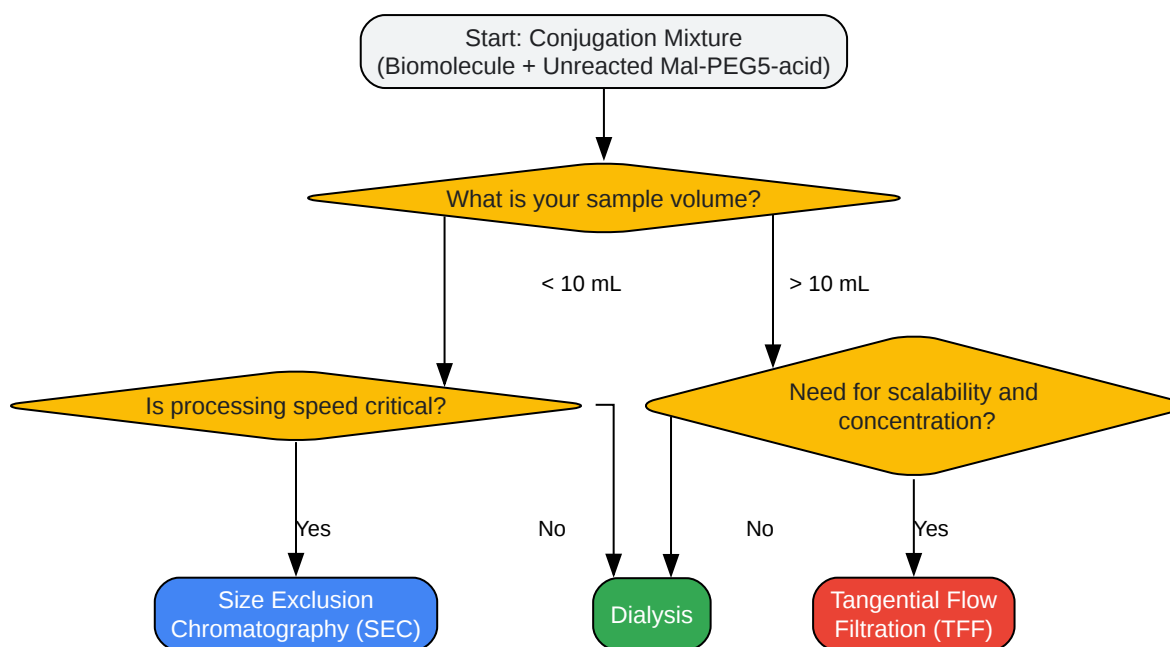 Start: Conjugation Mixture
(Biomolecule + Unreacted Mal-PEG5-acid)
What is your sample volume?
< 10 mL
> 10 mL
Is processing speed critical?
Need for scalability and
concentration?
Yes
No
No
Yes
Size Exclusion
Chromatography (SEC)
Dialysis
Tangential Flow
Filtration (TFF)